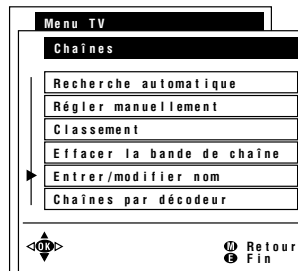 Menu TV
Chaînes
Recherche automatique
Régler manuellement
Classement
Effacer la bande de chaîne
Entrer/modifier nom
Chaînes par décodeur
OK
M Retour
E Fin